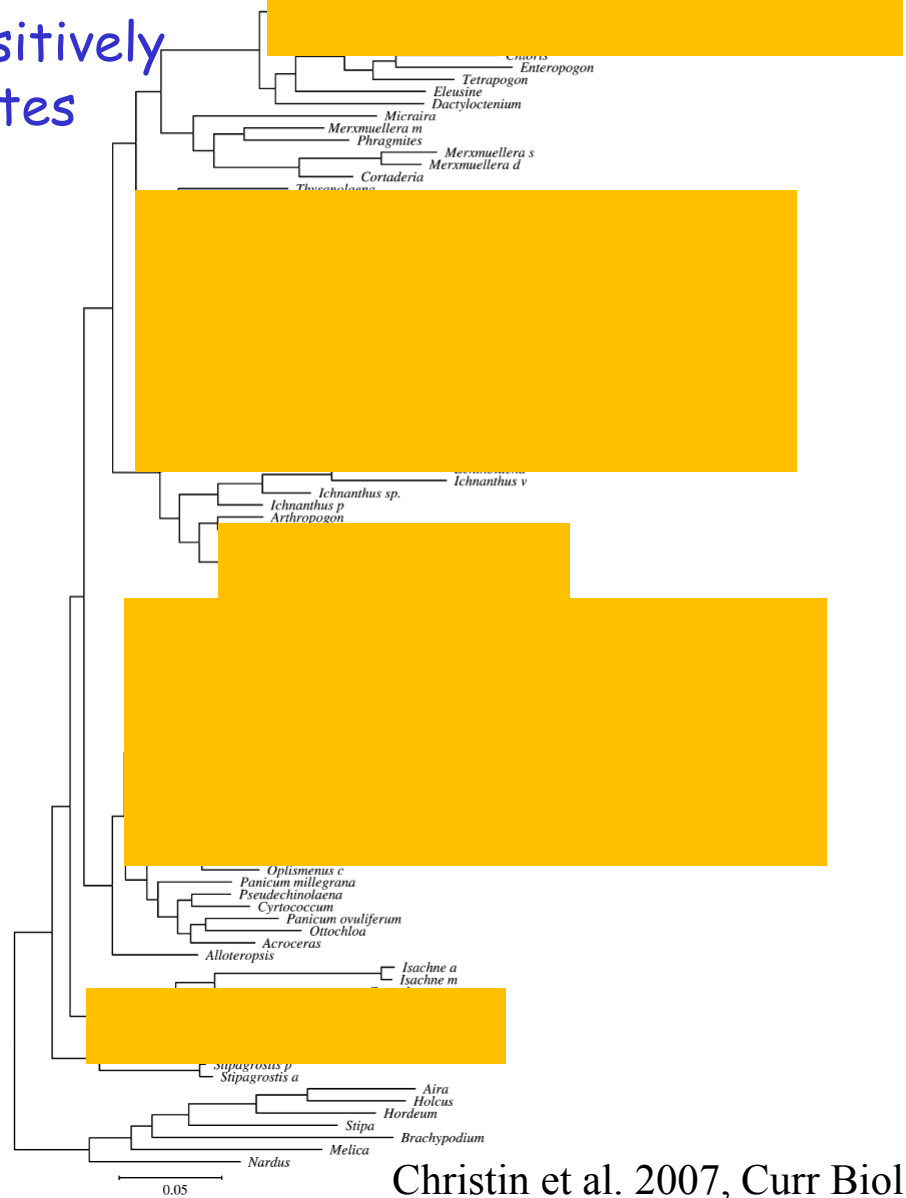 sitively
tes
Chloris
Enteropogon
Tetrapogon
Eleusine
Dactyloctenium
Micraira
Merxmuellera m
Phragmites
Merxmuellera s
Merxmuellera d
Cortaderia
Thysanolaena
Ichnanthus v
Ichnanthus sp.
Ichnanthus p
Arthropogon
Oplismenus c
Panicum millegrana
Pseudechinolaena
Cyrtococcum
Panicum ovuliferum
Ottochloa
Acroceras
Alloteropsis
Isachne a
Isachne m
Stipagrostis p
Stipagrostis a
Aira
Holcus
Hordeum
Stipa
Brachypodium
Melica
Nardus
0.05
Christin et al. 2007, Curr Biol